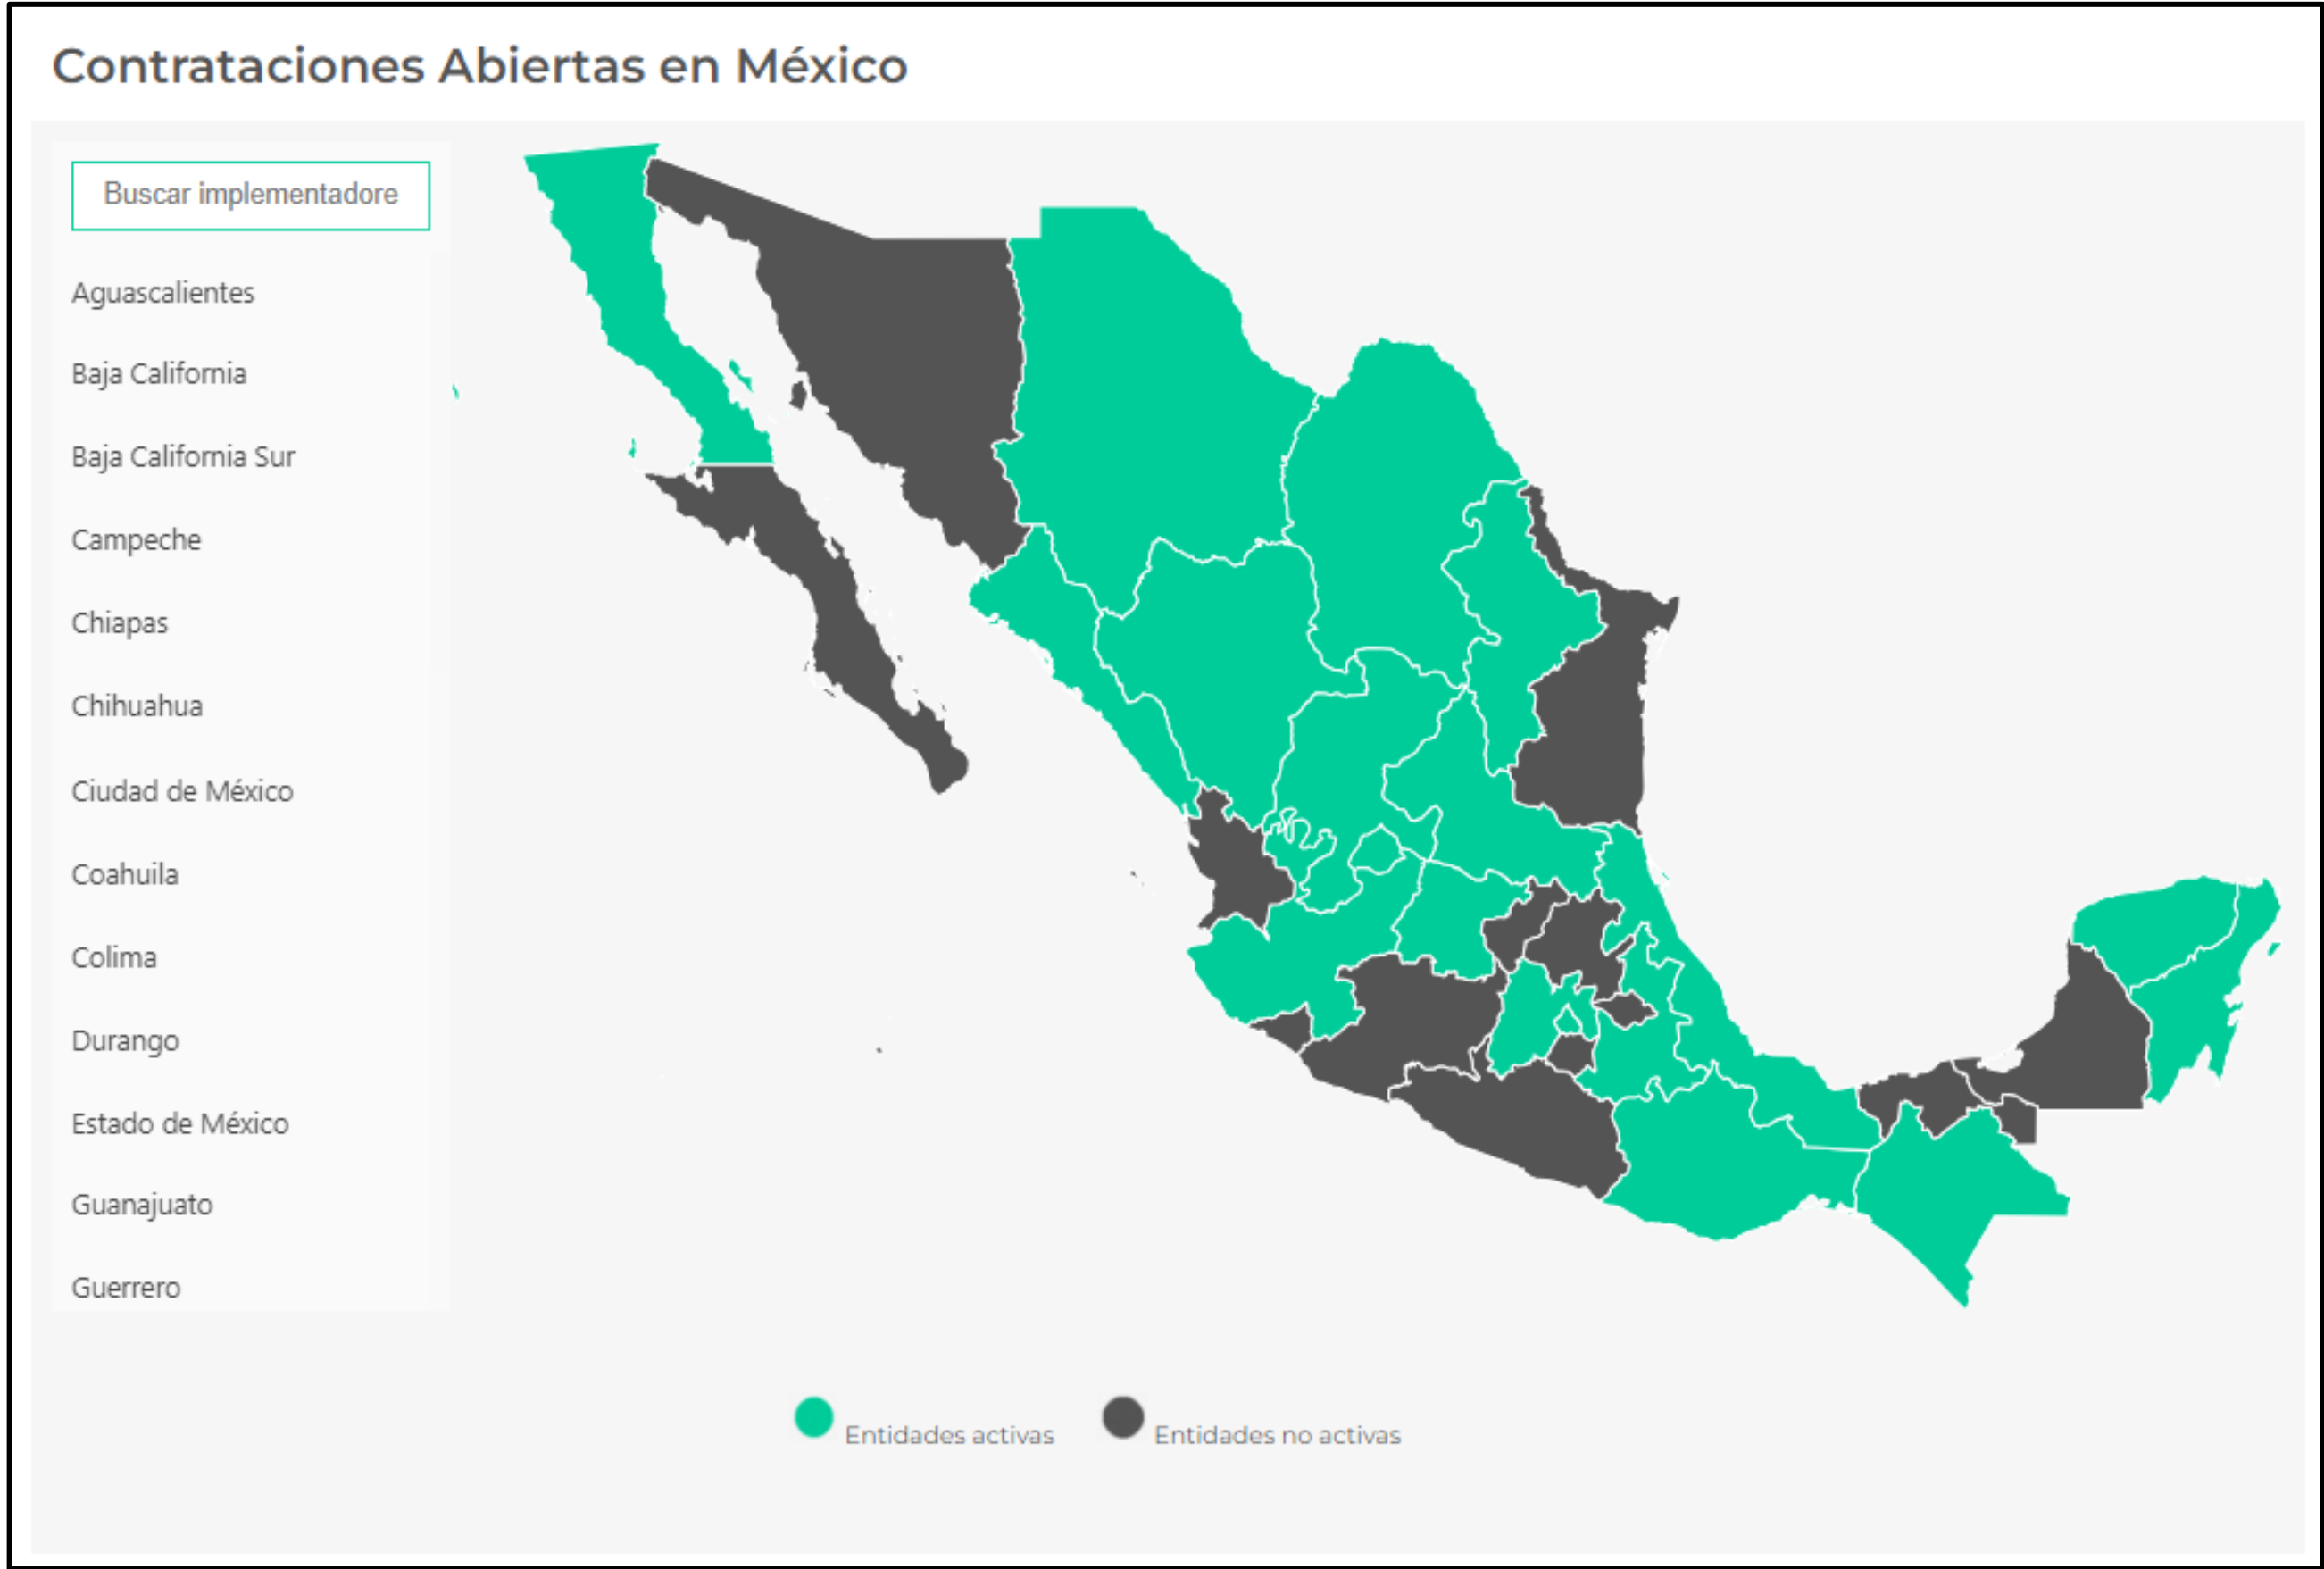 Contrataciones Abiertas en México
Buscar implementadore
Aguascalientes
Baja California
Baja California Sur
Campeche
Chiapas
Chihuahua
Ciudad de México
Coahuila
Colima
Durango
Estado de México
Guanajuato
Guerrero
Entidades activas
Entidades no activas